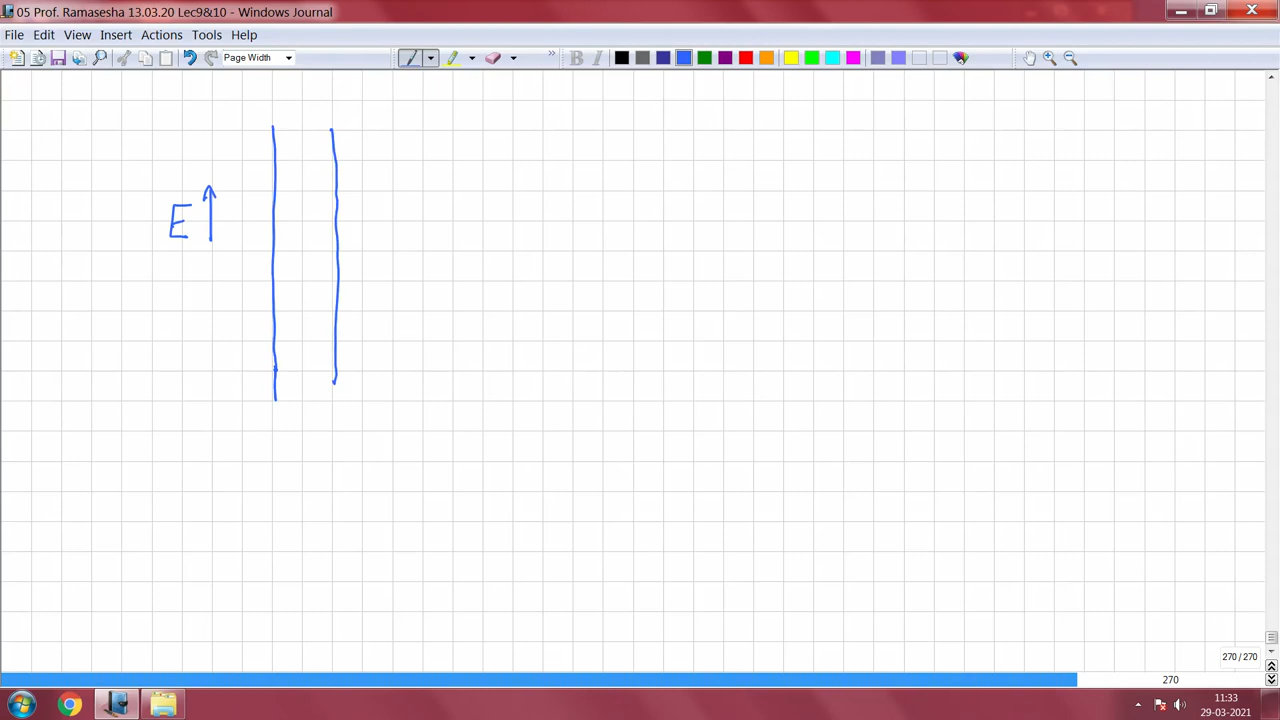 05 Prof. Ramasesha 13.03.20 Lec9&10 - Windows Journal
File Edit View Insert Actions Tools Help
Page Width » B I »
E
270 / 270
270
11:33
29-03-2021